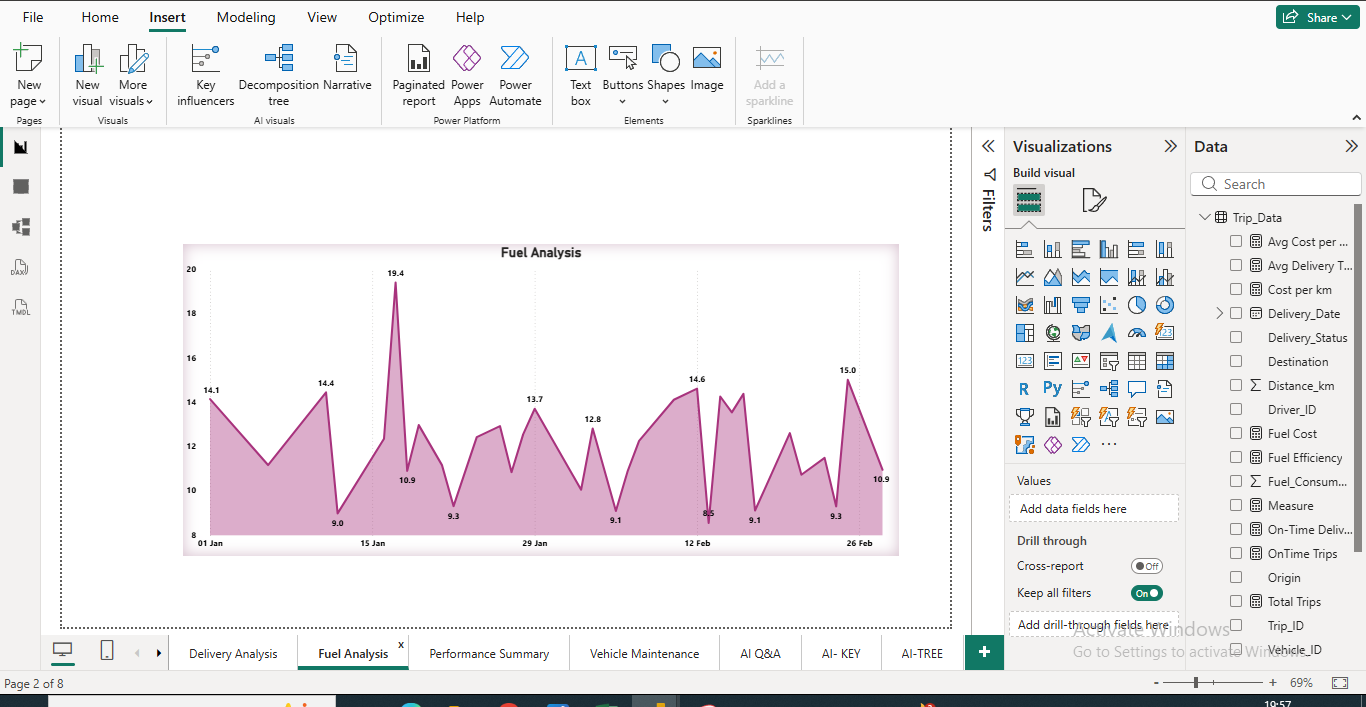 File Home Insert Modeling View Optimize Help Share
New page
New visual
More visuals
Key influencers
Decomposition tree
Narrative
Paginated report
Power Apps
Power Automate
Text box
Buttons
Shapes
Image
Add a sparkline
Pages Visuals AI visuals Power Platform Elements Sparklines
DAX
TMDL
Fuel Analysis
20
18
16
14
12
10
8
14.1
14.4
9.0
19.4
10.9
9.3
13.7
12.8
9.1
14.6
8.5
9.1
9.3
15.0
10.9
01 Jan 15 Jan 29 Jan 12 Feb 26 Feb
Filters
Visualizations
Build visual
123
123
R Py
...
Values
Add data fields here
Drill through
Cross-report Off
Keep all filters On
Add drill-through fields here
Data
Search
Trip_Data
Avg Cost per ...
Avg Delivery T...
Cost per km
Delivery_Date
Delivery_Status
Destination
Distance_km
Driver_ID
Fuel Cost
Fuel Efficiency
Fuel_Consum...
Measure
On-Time Deliv...
OnTime Trips
Origin
Total Trips
Trip_ID
Vehicle_ID
Activate Windows
Go to Settings to activate Windows.
Delivery Analysis Fuel Analysis x Performance Summary Vehicle Maintenance AI Q&A AI- KEY AI-TREE +
Page 2 of 8 - + 69%
19:57